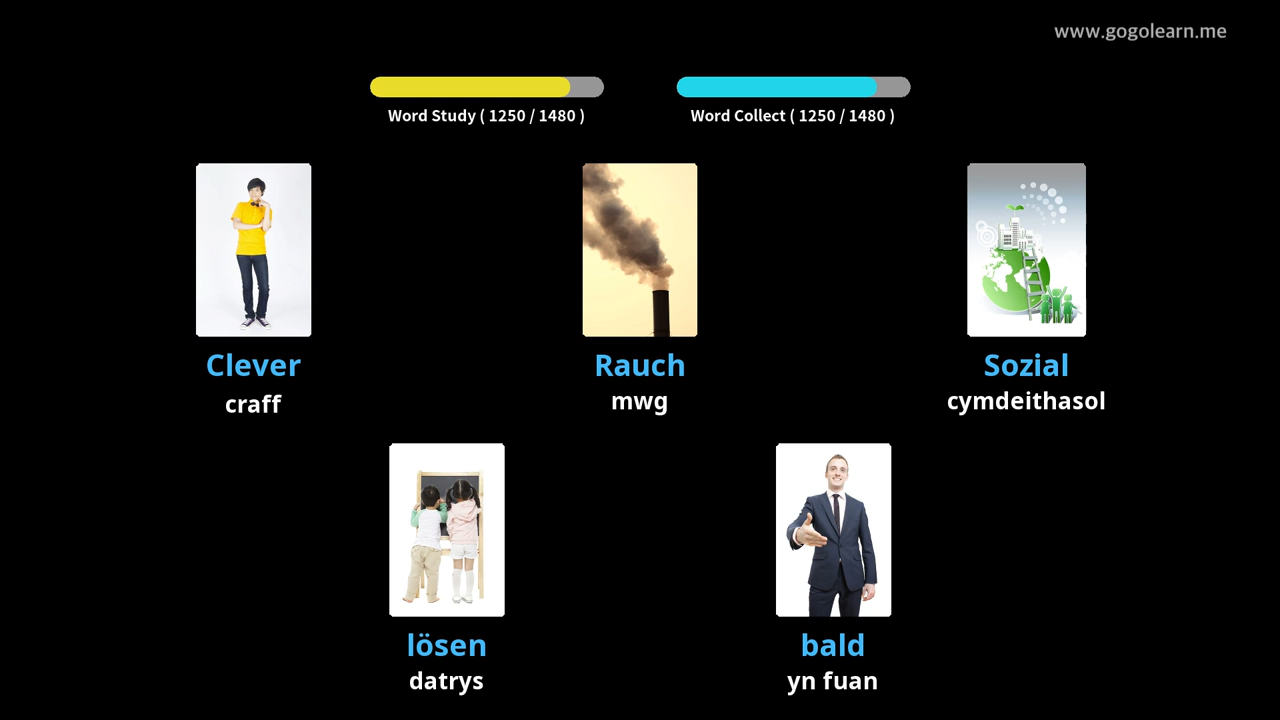 www.gogolearn.me
Word Study ( 1250 / 1480 )
Word Collect ( 1250 / 1480 )
Clever
craff
Rauch
mwg
Sozial
cymdeithasol
lösen
datrys
bald
yn fuan